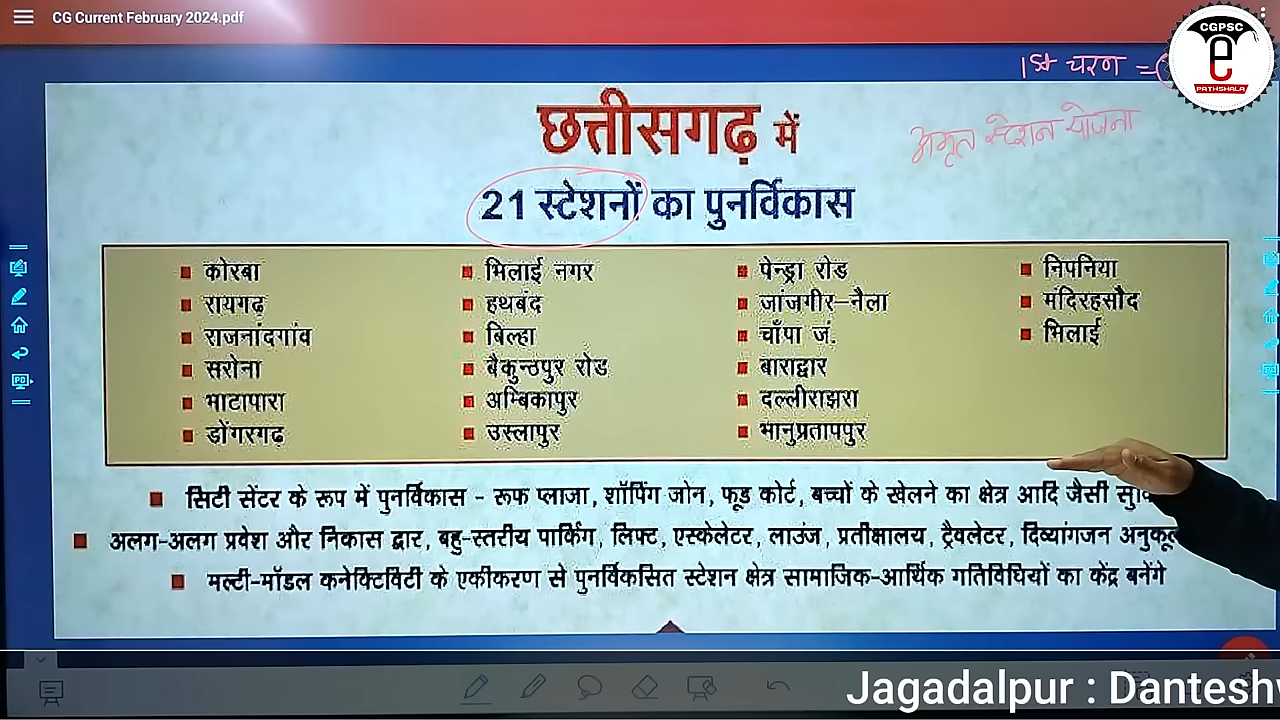 CG Current February 2024.pdf
CGPSC
e
PATHSHALA
1st चरण =
छत्तीसगढ़ में
अमृत स्टेशन योजना
21 स्टेशनों का पुनर्विकास
कोरबा
रायगढ़
राजनांदगांव
सरोना
भाटापारा
डोंगरगढ़
भिलाई नगर
हथबंद
बिल्हा
बैकुन्ठपुर रोड
अम्बिकापुर
उस्लापुर
पेन्ड्रा रोड
जांजगीर–नैला
चाँपा जं.
बाराद्वार
दल्लीराझरा
भानुप्रतापपुर
निपनिया
मंदिरहसौद
भिलाई
सिटी सेंटर के रूप में पुनर्विकास - रूफ प्लाजा, शॉपिंग जोन, फूड कोर्ट, बच्चों के खेलने का क्षेत्र आदि जैसी
अलग-अलग प्रवेश और निकास द्वार, बहु-स्तरीय पार्किंग, लिफ्ट, एस्केलेटर, लाउंज, प्रतीक्षालय, ट्रैवलेटर, दिव्यांगजन
मल्टी-मॉडल कनेक्टिविटी के एकीकरण से पुनर्विकसित स्टेशन क्षेत्र सामाजिक-आर्थिक गतिविधियों का केंद्र बनेंगे
Jagadalpur : Dantesh